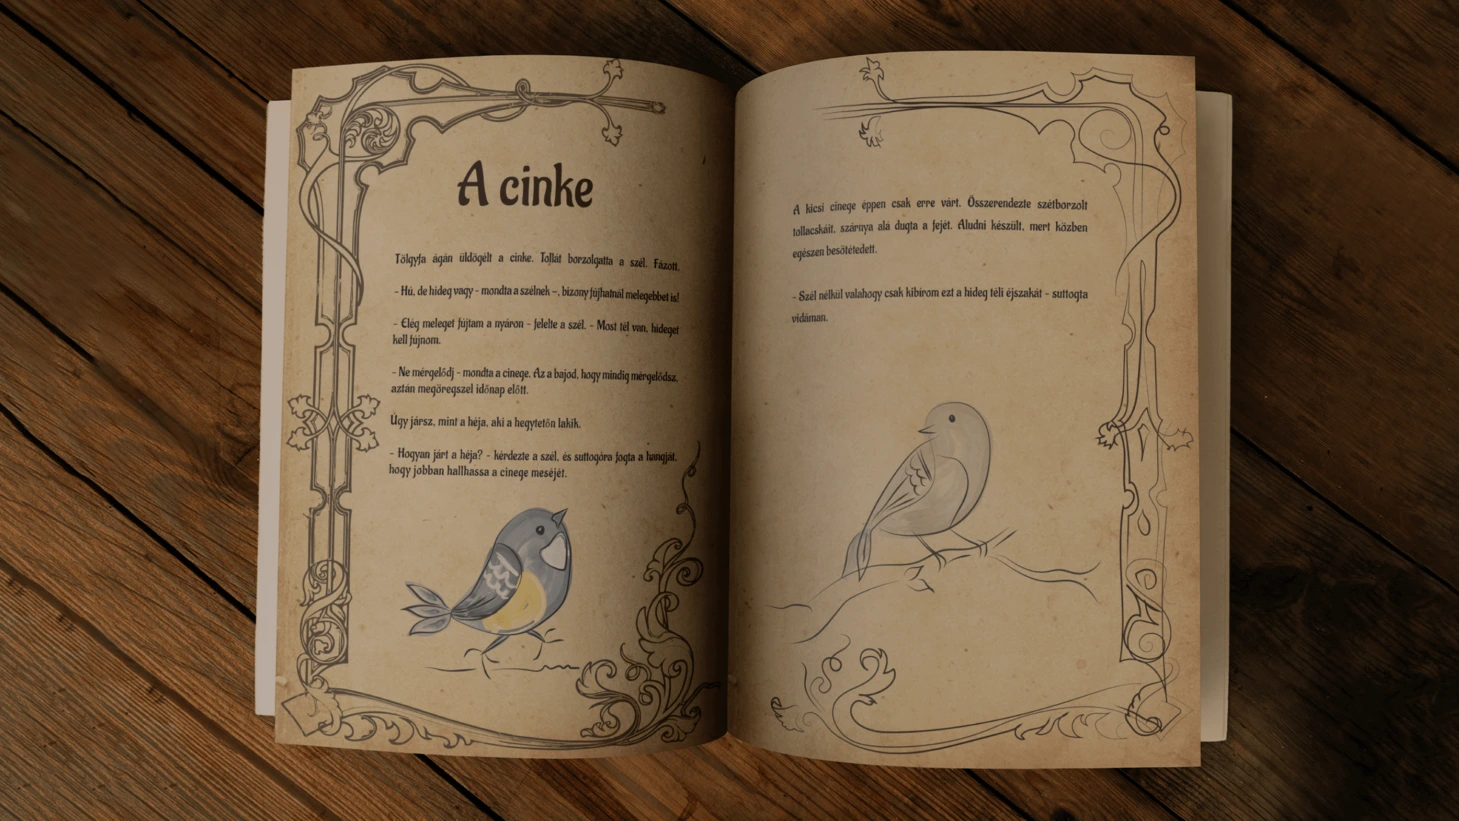 A cinke
Tölgyfa ágán üldögélt a cinke. Tollát borzolgatta a szél. Fázott.
- Hú, de hideg vagy - mondta a szélnek –, bizony fújhatnál melegebbet is!
- Elég meleget fújtam a nyáron - felelte a szél. - Most tél van, hideget
kell fújnom.
- Ne mérgelődj - mondta a cinege. Az a bajod, hogy mindig mérgelődsz,
aztán megöregszel időnap előtt.
Úgy jársz, mint a héja, aki a hegytetőn lakik.
- Hogyan járt a héja? - kérdezte a szél, és suttogóra fogta a hangját,
hogy jobban hallhassa a cinege meséjét.
A kicsi cinege éppen csak erre várt. Összerendezte szétborzolt
tollacskáit, szárnya alá dugta a fejét. Aludni készült, mert közben
egészen besötétedett.
- Szél nélkül valahogy csak kibírom ezt a hideg téli éjszakát - suttogta
vidáman.